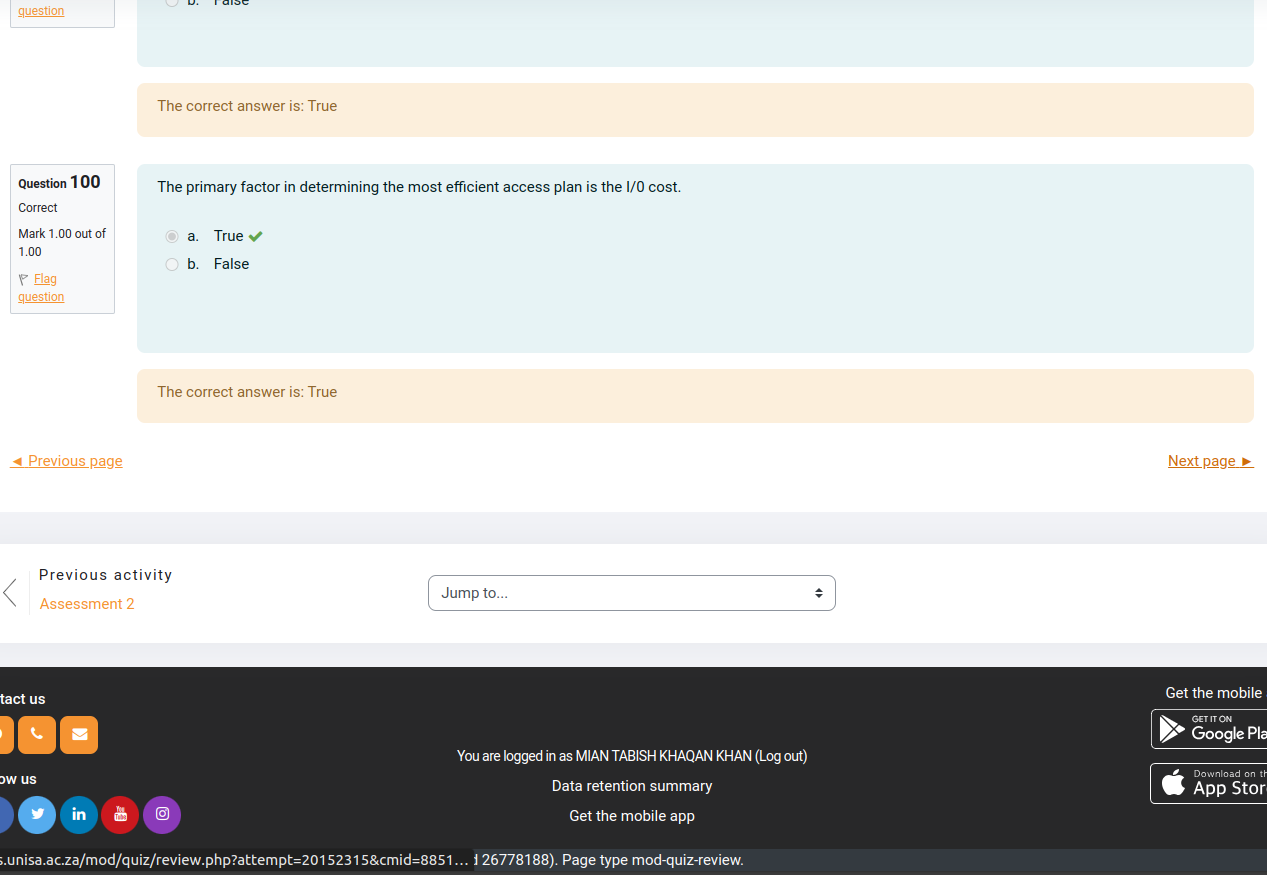 question
b. False
The correct answer is: True
Question 100
Correct
Mark 1.00 out of
1.00
Flag
question
The primary factor in determining the most efficient access plan is the I/0 cost.
a. True
b. False
The correct answer is: True
◄ Previous page
Next page ►
Previous activity
Assessment 2
Jump to...
tact us
ow us
You are logged in as MIAN TABISH KHAQAN KHAN (Log out)
Data retention summary
Get the mobile app
Get the mobile
GET IT ON
Google Pla
Download on th
App Stor
in
You
Tube
s.unisa.ac.za/mod/quiz/review.php?attempt=20152315&cmid=8851... 26778188). Page type mod-quiz-review.